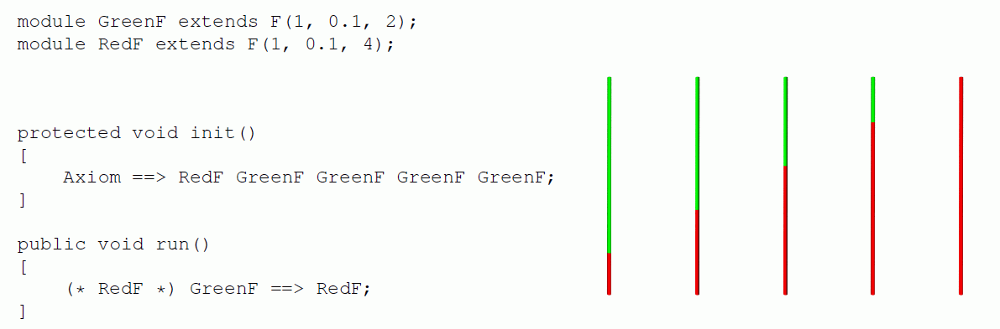 module GreenF extends F(1, 0.1, 2);
module RedF extends F(1, 0.1, 4);
protected void init()
[
Axiom ==> RedF GreenF GreenF GreenF GreenF;
]
public void run()
[
(* RedF *) GreenF ==> RedF;
]